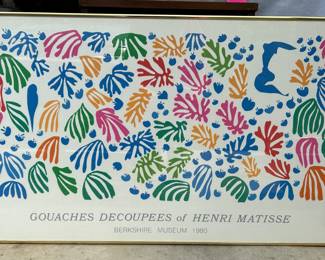 GOUACHES DECOUPEES of HENRI MATISSE
BERKSHIRE MUSEUM 1980